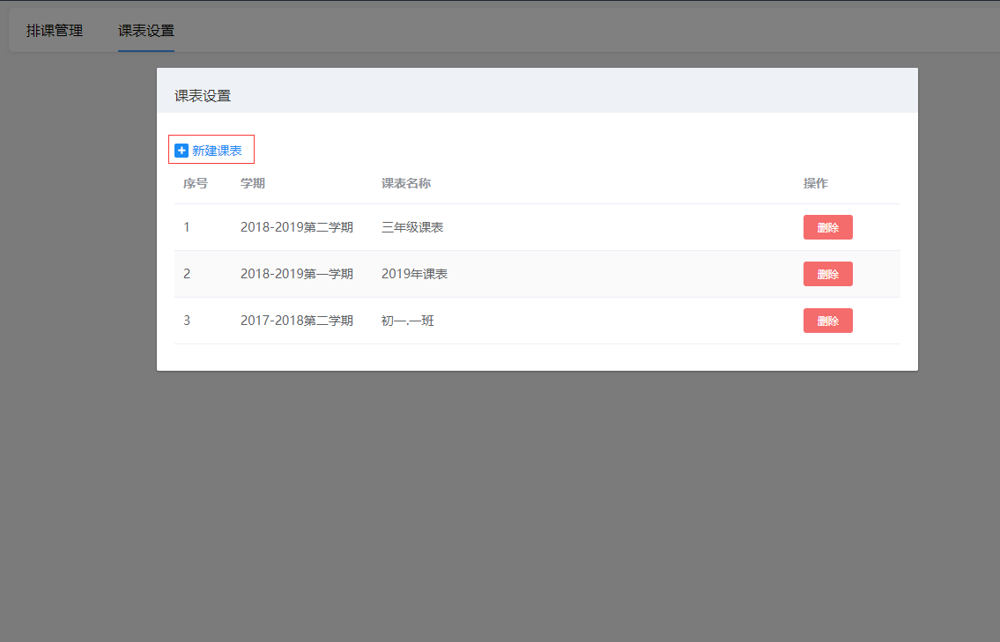 排课管理 课表设置
课表设置
新建课表
序号 学期 课表名称 操作
1 2018-2019第二学期 三年级课表 删除
2 2018-2019第一学期 2019年课表 删除
3 2017-2018第二学期 初一.一班 删除